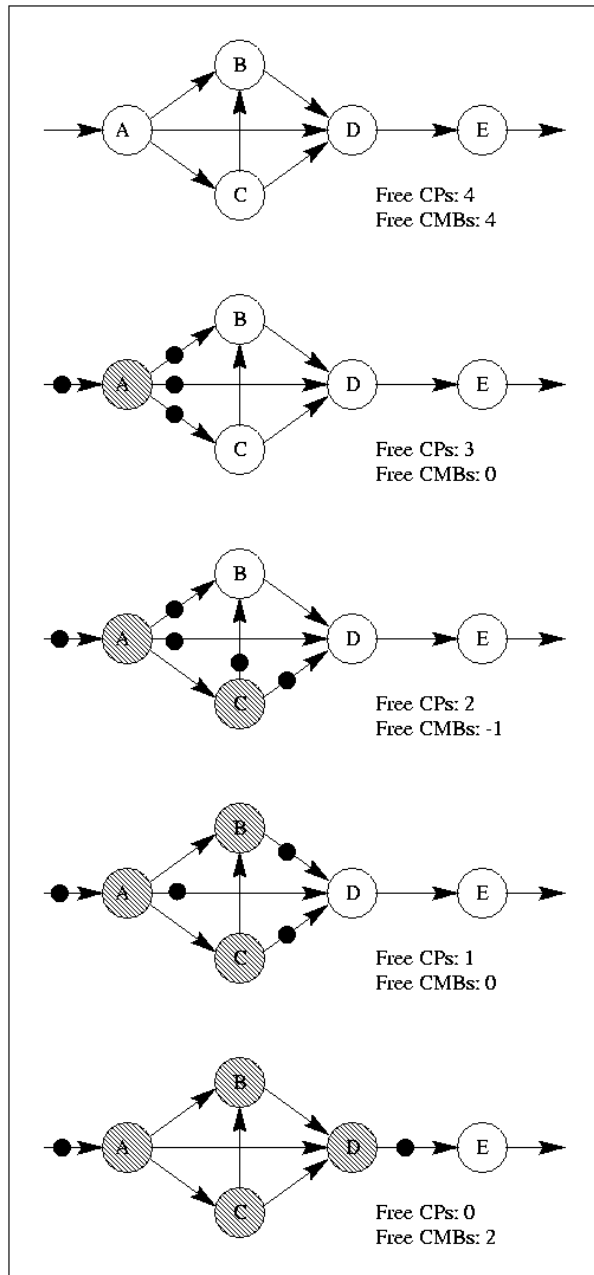 B
A
D
E
C
Free CPs: 4
Free CMBs: 4
B
A
D
E
C
Free CPs: 3
Free CMBs: 0
B
A
D
E
C
Free CPs: 2
Free CMBs: -1
B
A
D
E
C
Free CPs: 1
Free CMBs: 0
B
A
D
E
C
Free CPs: 0
Free CMBs: 2